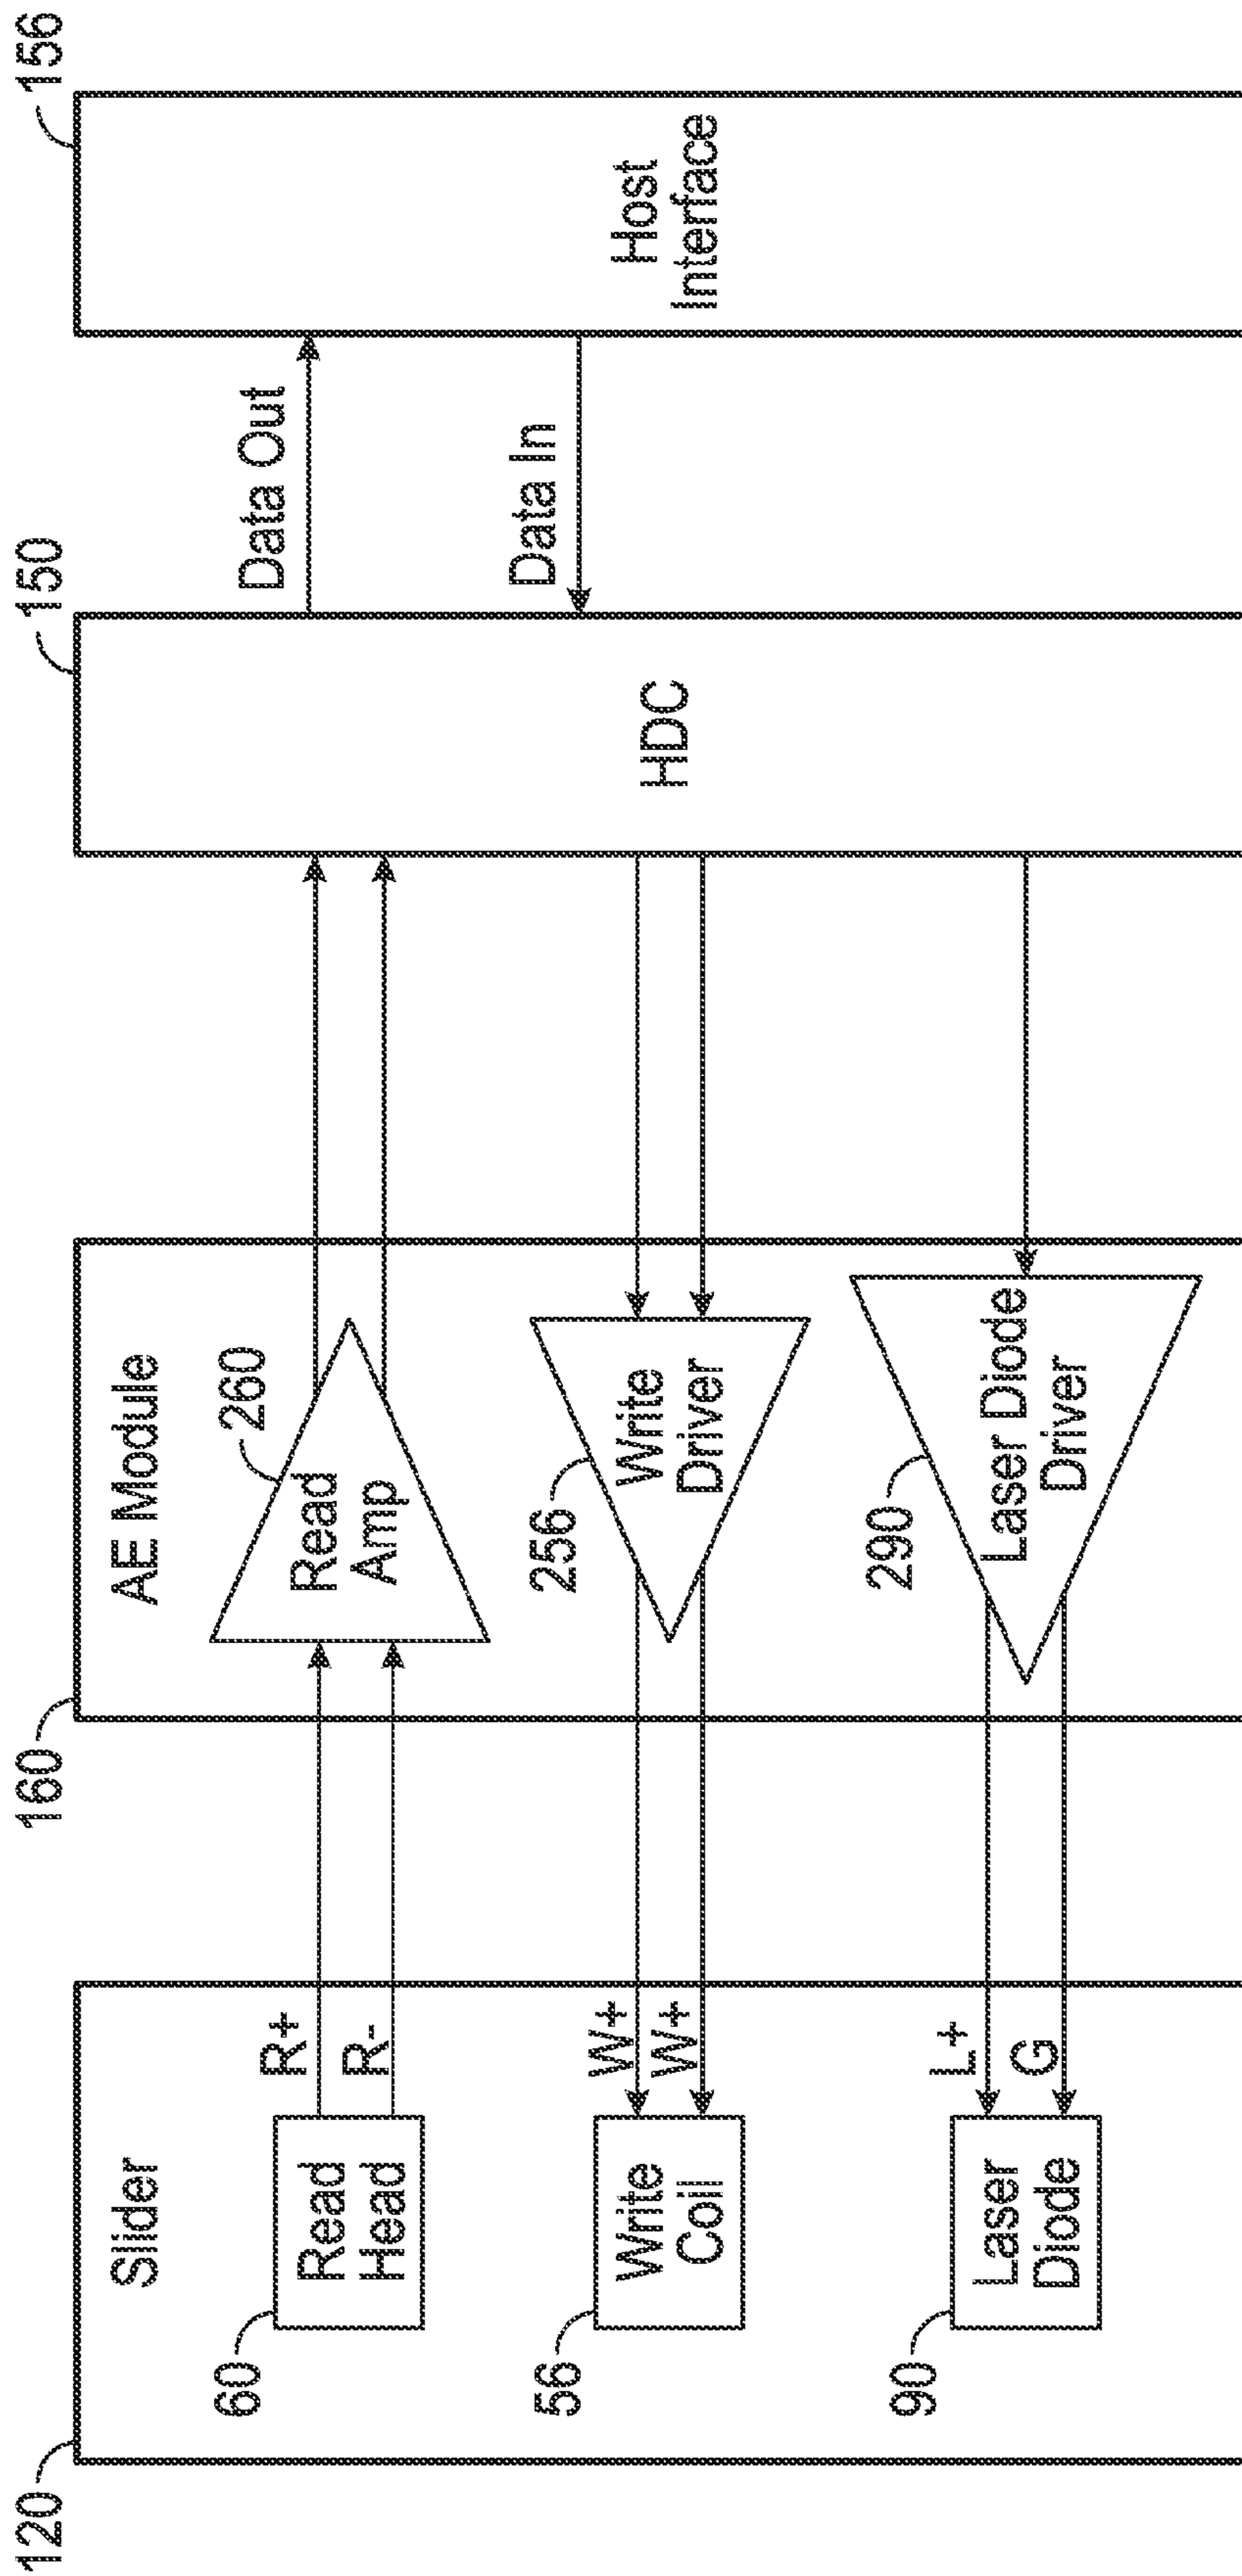 120
160
150
156
Slider
AE Module
60
Read
Head
R+
R-
Read
Amp
260
Data Out
56
Write
Coil
W+
W+
256
Write
Driver
HDC
Data In
Host
Interface
90
Laser
Diode
L+
G
290
Laser Diode
Driver